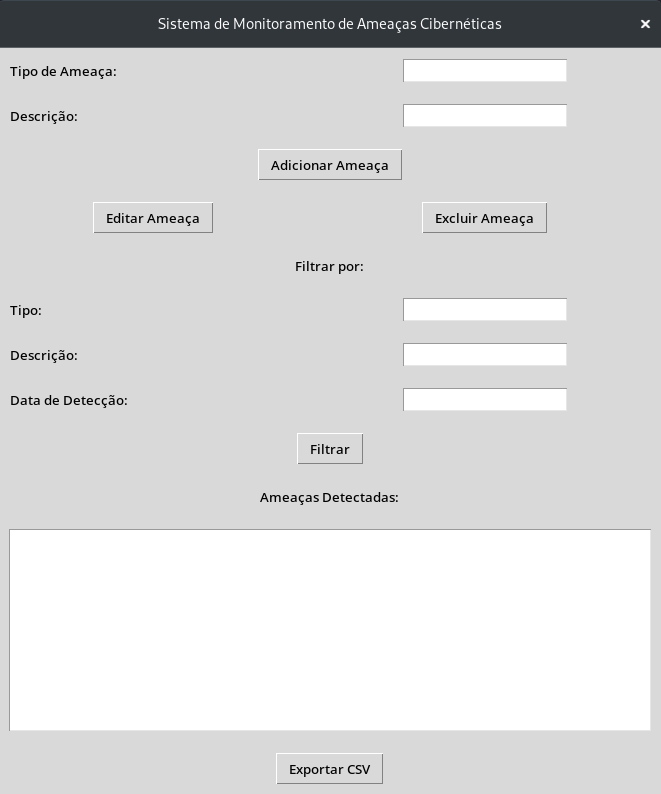 Sistema de Monitoramento de Ameaças Cibernéticas ×
Tipo de Ameaça:
Descrição:
Adicionar Ameaça
Editar Ameaça Excluir Ameaça
Filtrar por:
Tipo:
Descrição:
Data de Detecção:
Filtrar
Ameaças Detectadas:
Exportar CSV